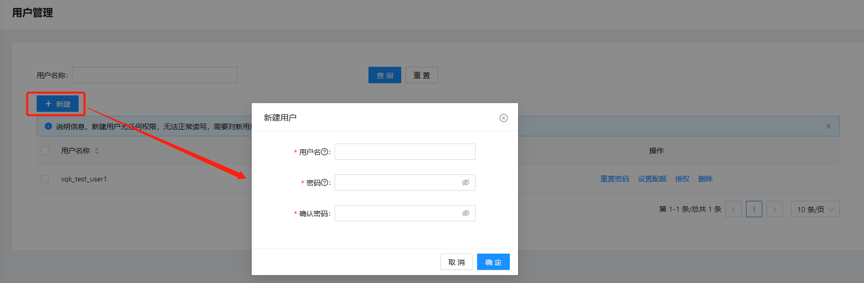 用户管理
用户名称:
查 询
重 置
+ 新建
说明信息，新建用户无任何权限，无法正常读写，需要对新用
用户名称
操作
sqk_test_user1
重置密码 设置配额 授权 删除
第 1-1 条/总共 1 条
1
10 条/页
新建用户
* 用户名 :
* 密码 :
* 确认密码:
取 消
确 定